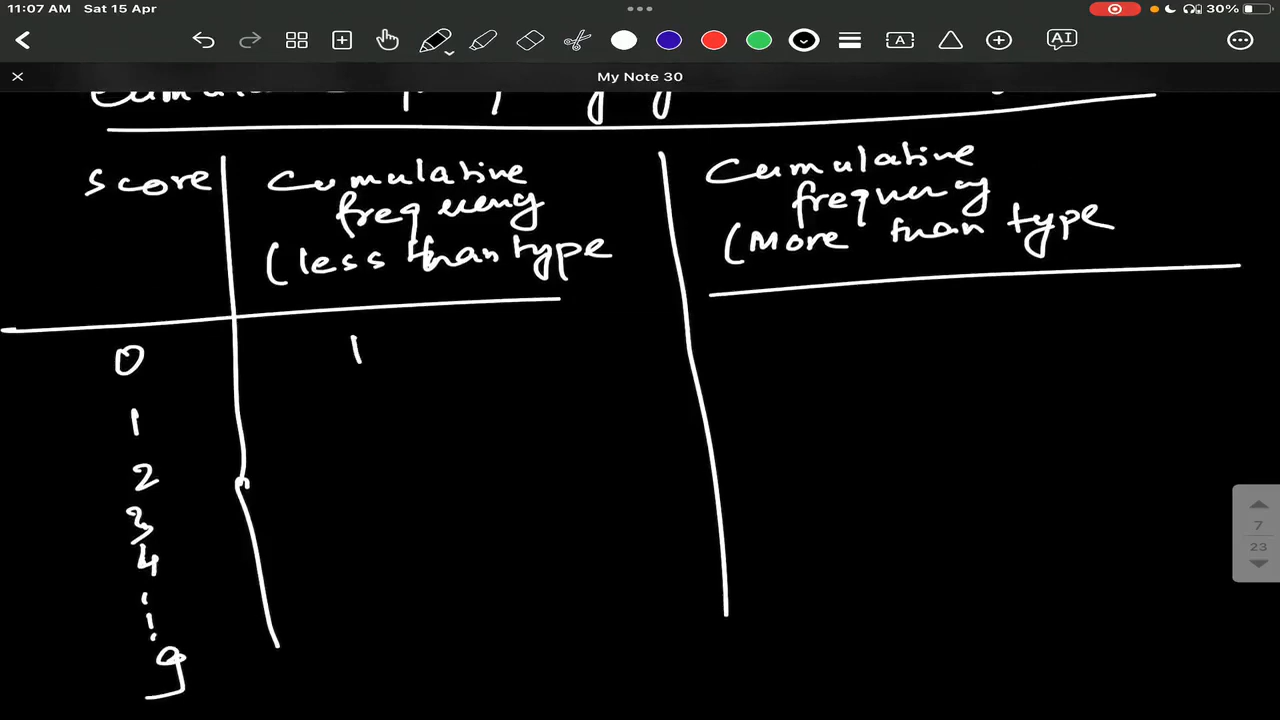 11:07 AM Sat 15 Apr
30%
A
AI
My Note 30
score
Cumulative
frequency
(less than type
Cumulative
frequency
(More than type
0
1
1
2
3
4
9
7
23